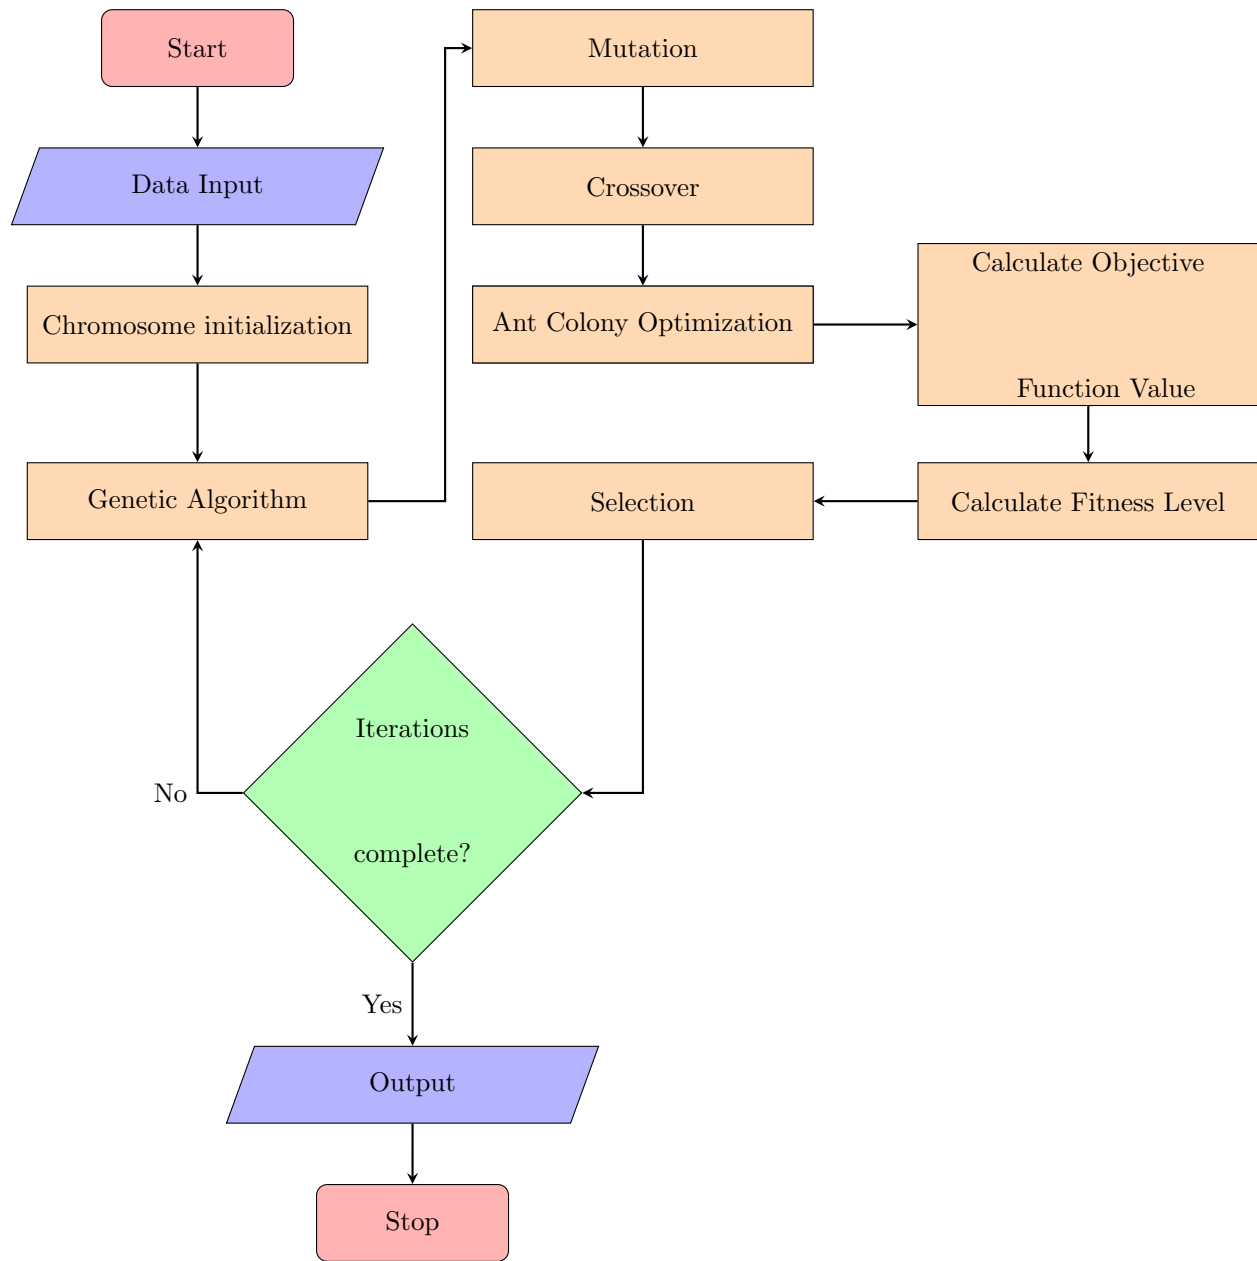 Start
Data Input
Chromosome initialization
Genetic Algorithm
Mutation
Crossover
Ant Colony Optimization
Calculate Objective
Function Value
Calculate Fitness Level
Selection
Iterations
complete?
No
Yes
Output
Stop